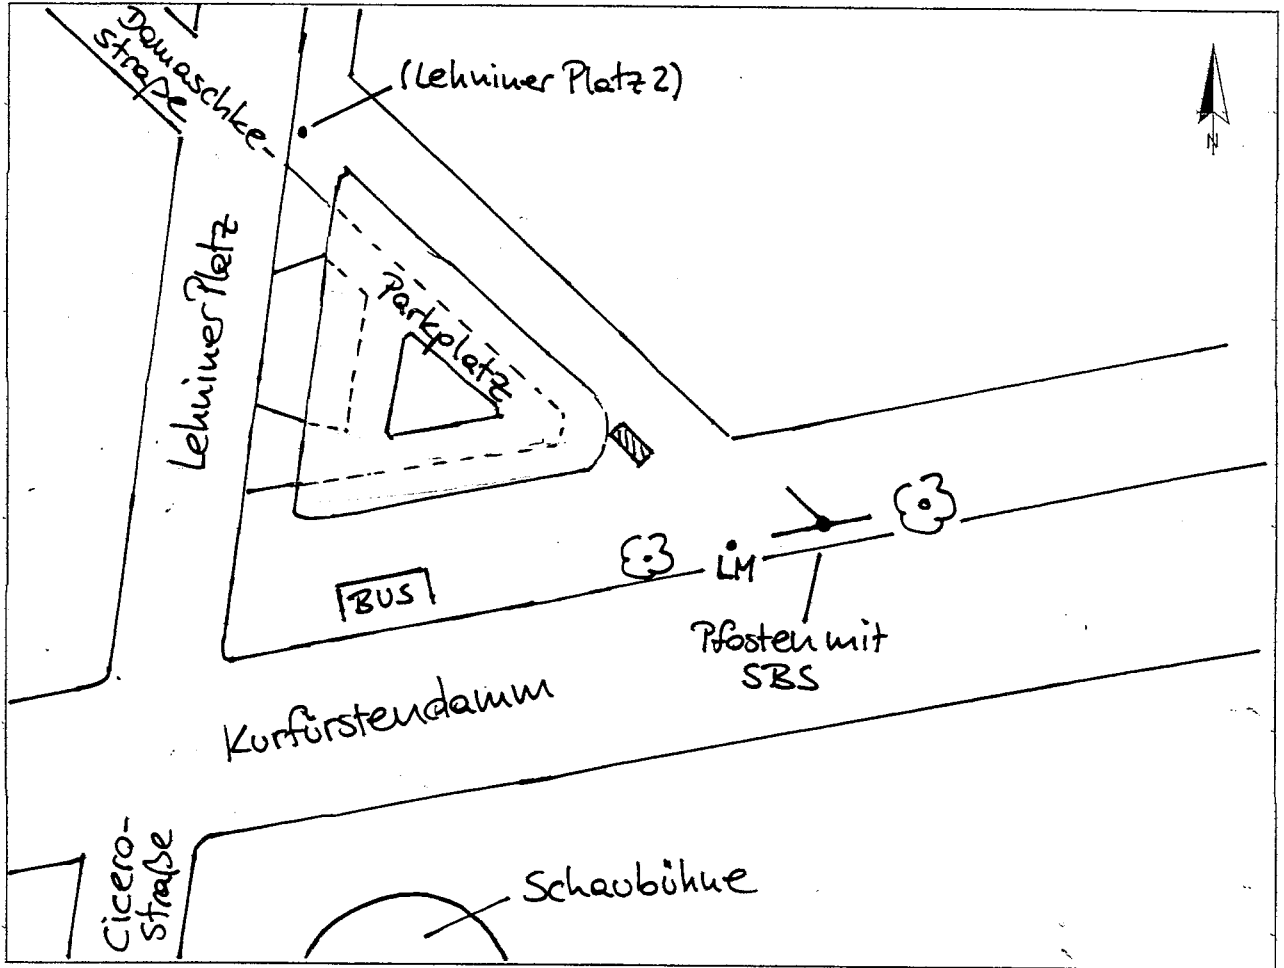 Damaschke-
straße
(Lehniner Platz 2)
N
Lehniner Platz
Parkplatz
BUS
LM
Pfosten mit
SBS
Kurfürstendamm
Cicero-
straße
Schaubühne